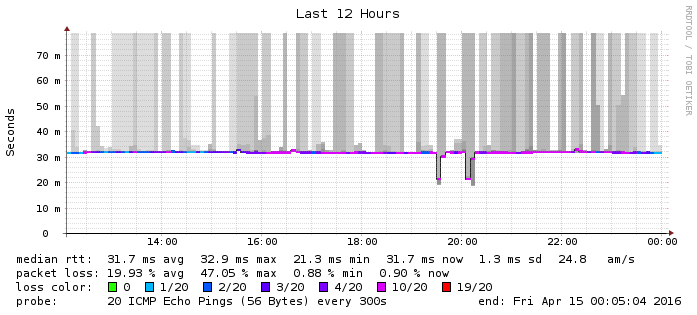 Last 12 Hours
RRDTOOL / TOBI OETIKER
Seconds
70 m
60 m
50 m
40 m
30 m
20 m
10 m
0
14:00 16:00 18:00 20:00 22:00 00:00
median rtt: 31.7 ms avg 32.9 ms max 21.3 ms min 31.7 ms now 1.3 ms sd 24.8 am/s
packet loss: 19.93 % avg 47.05 % max 0.88 % min 0.90 % now
loss color: 0 1/20 2/20 3/20 4/20 10/20 19/20
probe: 20 ICMP Echo Pings (56 Bytes) every 300s end: Fri Apr 15 00:05:04 2016